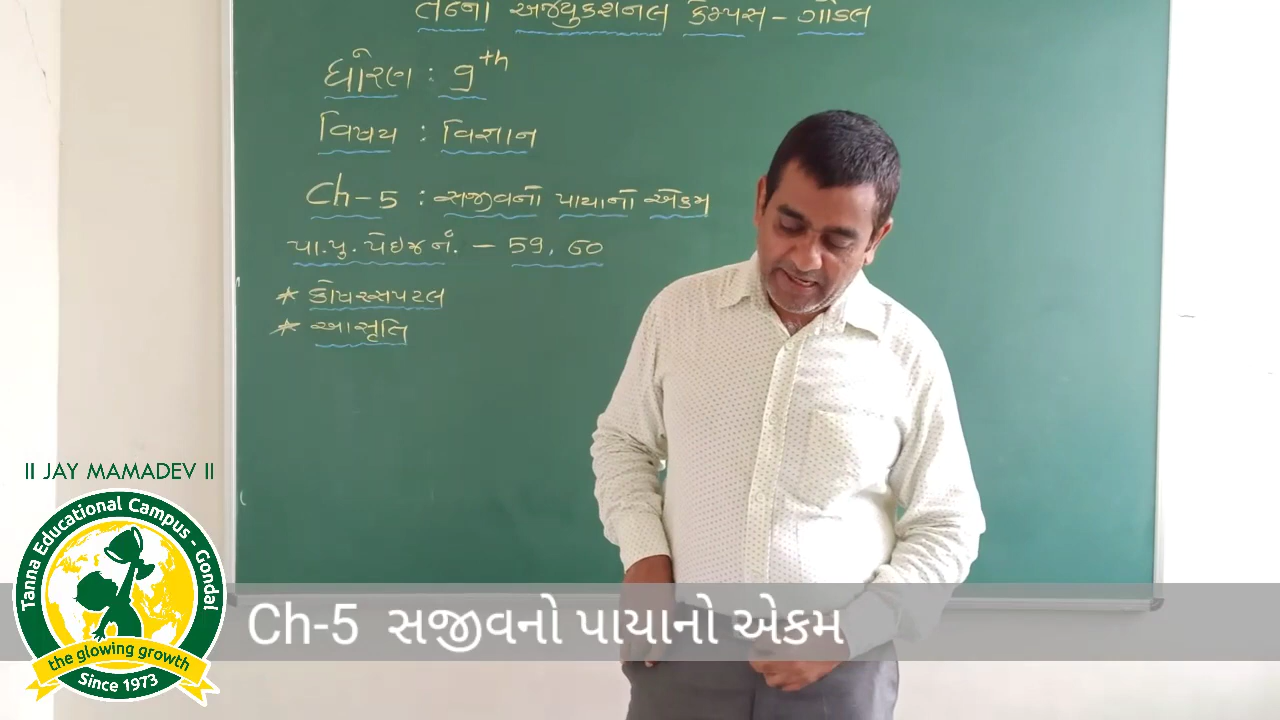 તન્ના એજ્યુકેશનલ કેમ્પસ - ગોંડલ
ધોરણ : 9th
વિષય : વિજ્ઞાન
Ch-5 : સજીવનો પાયાનો એકમ
પા.પુ. પેઇજ નં. - 59, 60
* કોષરસપટલ
* આસૃતિ
II JAY MAMADEV II
Tanna Educational Campus - Gondal
the glowing growth
Since 1973
Ch-5 સજીવનો પાયાનો એકમ